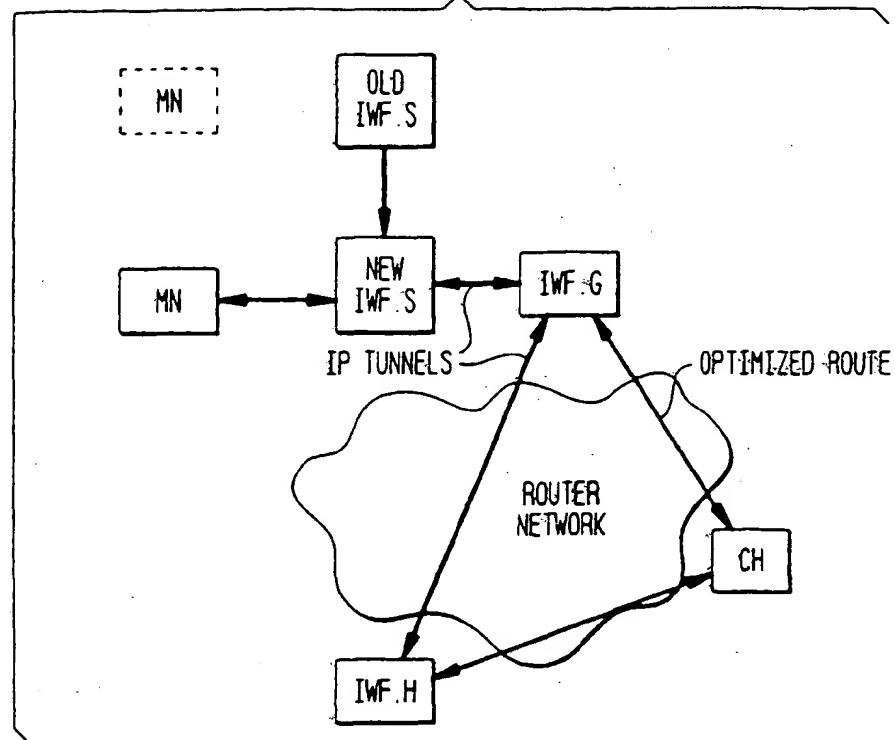 MN
OLD
IWF.S
MN
NEW
IWF.S
IWF.G
IP TUNNELS
OPTIMIZED ROUTE
ROUTER
NETWORK
CH
IWF.H